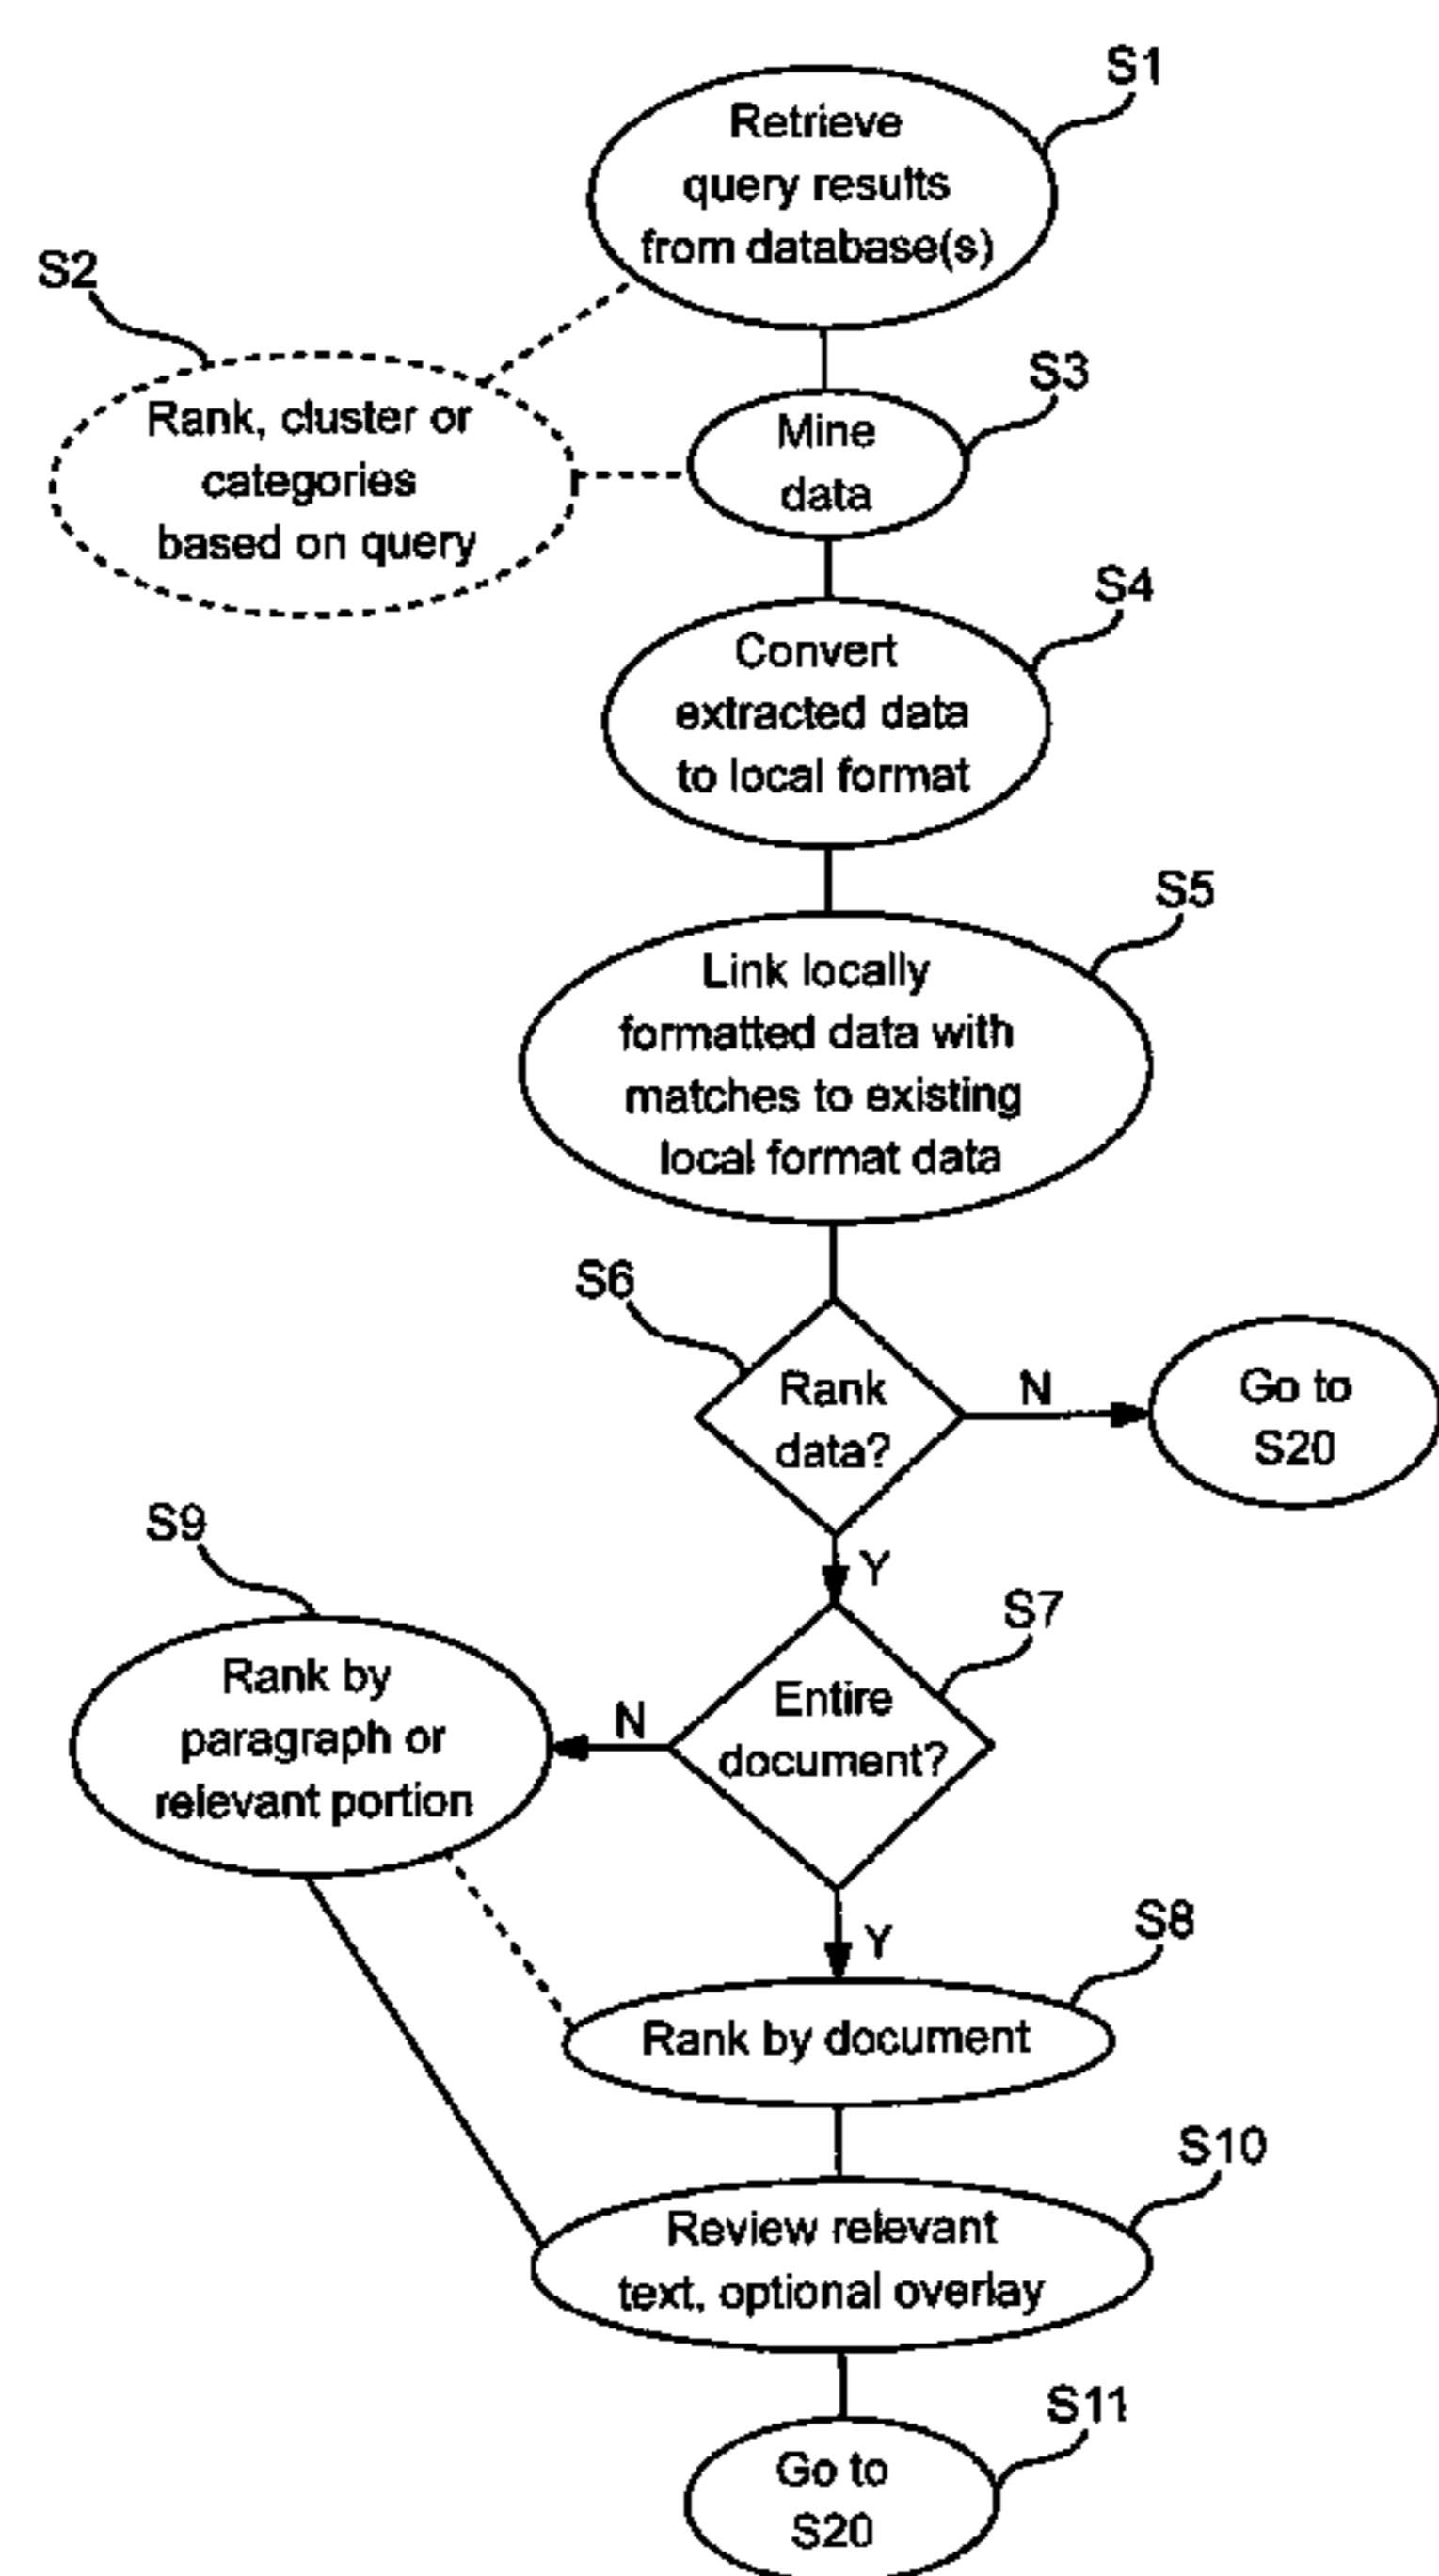 S1
Retrieve
query results
from database(s)
S2
Rank, cluster or
categories
based on query
S3
Mine
data
S4
Convert
extracted data
to local format
S5
Link locally
formatted data with
matches to existing
local format data
S6
Rank
data?
N
Go to
S20
Y
S7
Entire
document?
N
S9
Rank by
paragraph or
relevant portion
Y
S8
Rank by document
S10
Review relevant
text, optional overlay
S11
Go to
S20